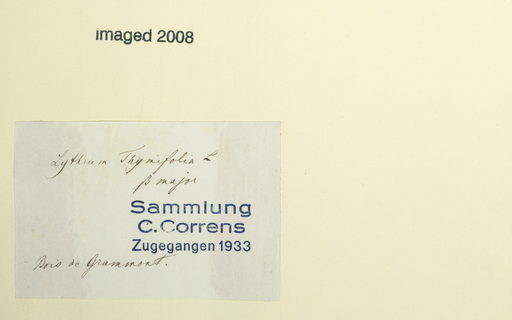 imaged 2008
Lythrum Thymifolia L
β major
Sammlung
C. Correns
Zugegangen 1933
Bois de Grammont.